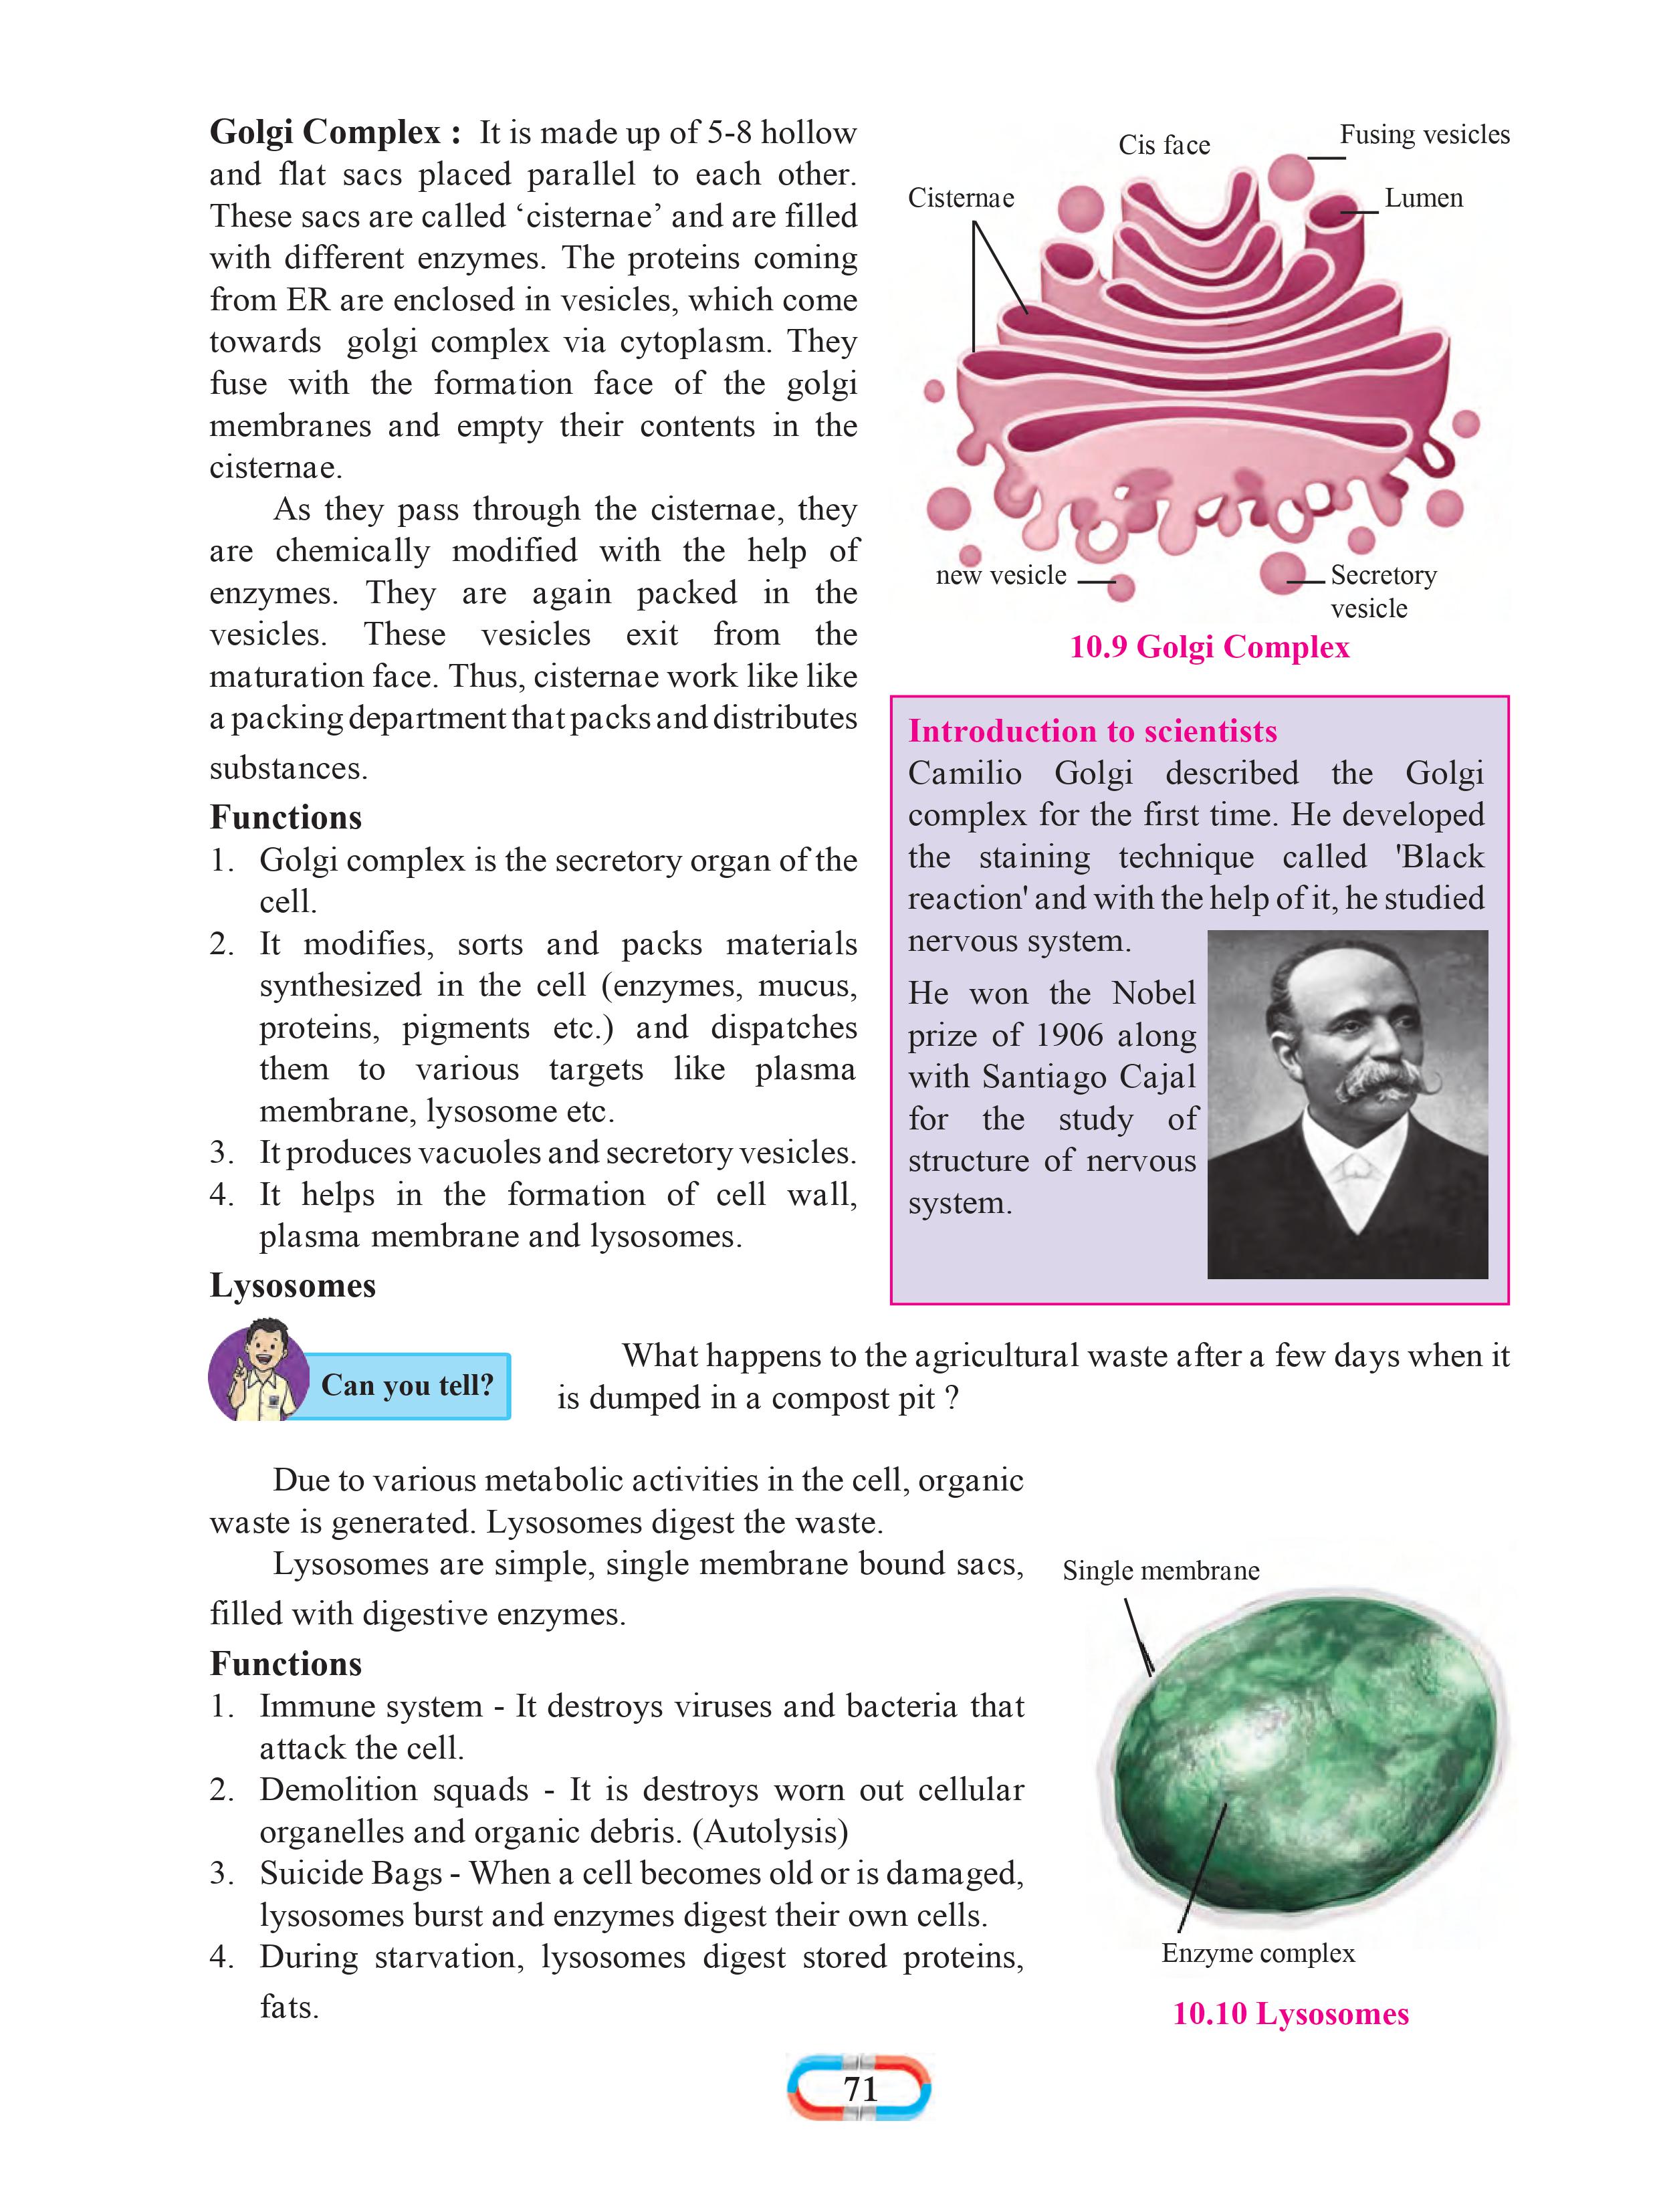 Golgi Complex : It is made up of 5-8 hollow
and flat sacs placed parallel to each other.
These sacs are called ‘cisternae’ and are filled
with different enzymes. The proteins coming
from ER are enclosed in vesicles, which come
towards golgi complex via cytoplasm. They
fuse with the formation face of the golgi
membranes and empty their contents in the
cisternae.
As they pass through the cisternae, they
are chemically modified with the help of
enzymes. They are again packed in the
vesicles. These vesicles exit from the
maturation face. Thus, cisternae work like like
a packing department that packs and distributes
substances.
Functions
1. Golgi complex is the secretory organ of the
cell.
2. It modifies, sorts and packs materials
synthesized in the cell (enzymes, mucus,
proteins, pigments etc.) and dispatches
them to various targets like plasma
membrane, lysosome etc.
3. It produces vacuoles and secretory vesicles.
4. It helps in the formation of cell wall,
plasma membrane and lysosomes.
Cis face
Fusing vesicles
Cisternae
Lumen
new vesicle
Secretory
vesicle
10.9 Golgi Complex
Introduction to scientists
Camilio Golgi described the Golgi
complex for the first time. He developed
the staining technique called 'Black
reaction' and with the help of it, he studied
nervous system.
He won the Nobel
prize of 1906 along
with Santiago Cajal
for the study of
structure of nervous
system.
Lysosomes
Can you tell?
What happens to the agricultural waste after a few days when it
is dumped in a compost pit ?
Due to various metabolic activities in the cell, organic
waste is generated. Lysosomes digest the waste.
Lysosomes are simple, single membrane bound sacs,
filled with digestive enzymes.
Functions
1. Immune system - It destroys viruses and bacteria that
attack the cell.
2. Demolition squads - It is destroys worn out cellular
organelles and organic debris. (Autolysis)
3. Suicide Bags - When a cell becomes old or is damaged,
lysosomes burst and enzymes digest their own cells.
4. During starvation, lysosomes digest stored proteins,
fats.
Single membrane
Enzyme complex
10.10 Lysosomes
71